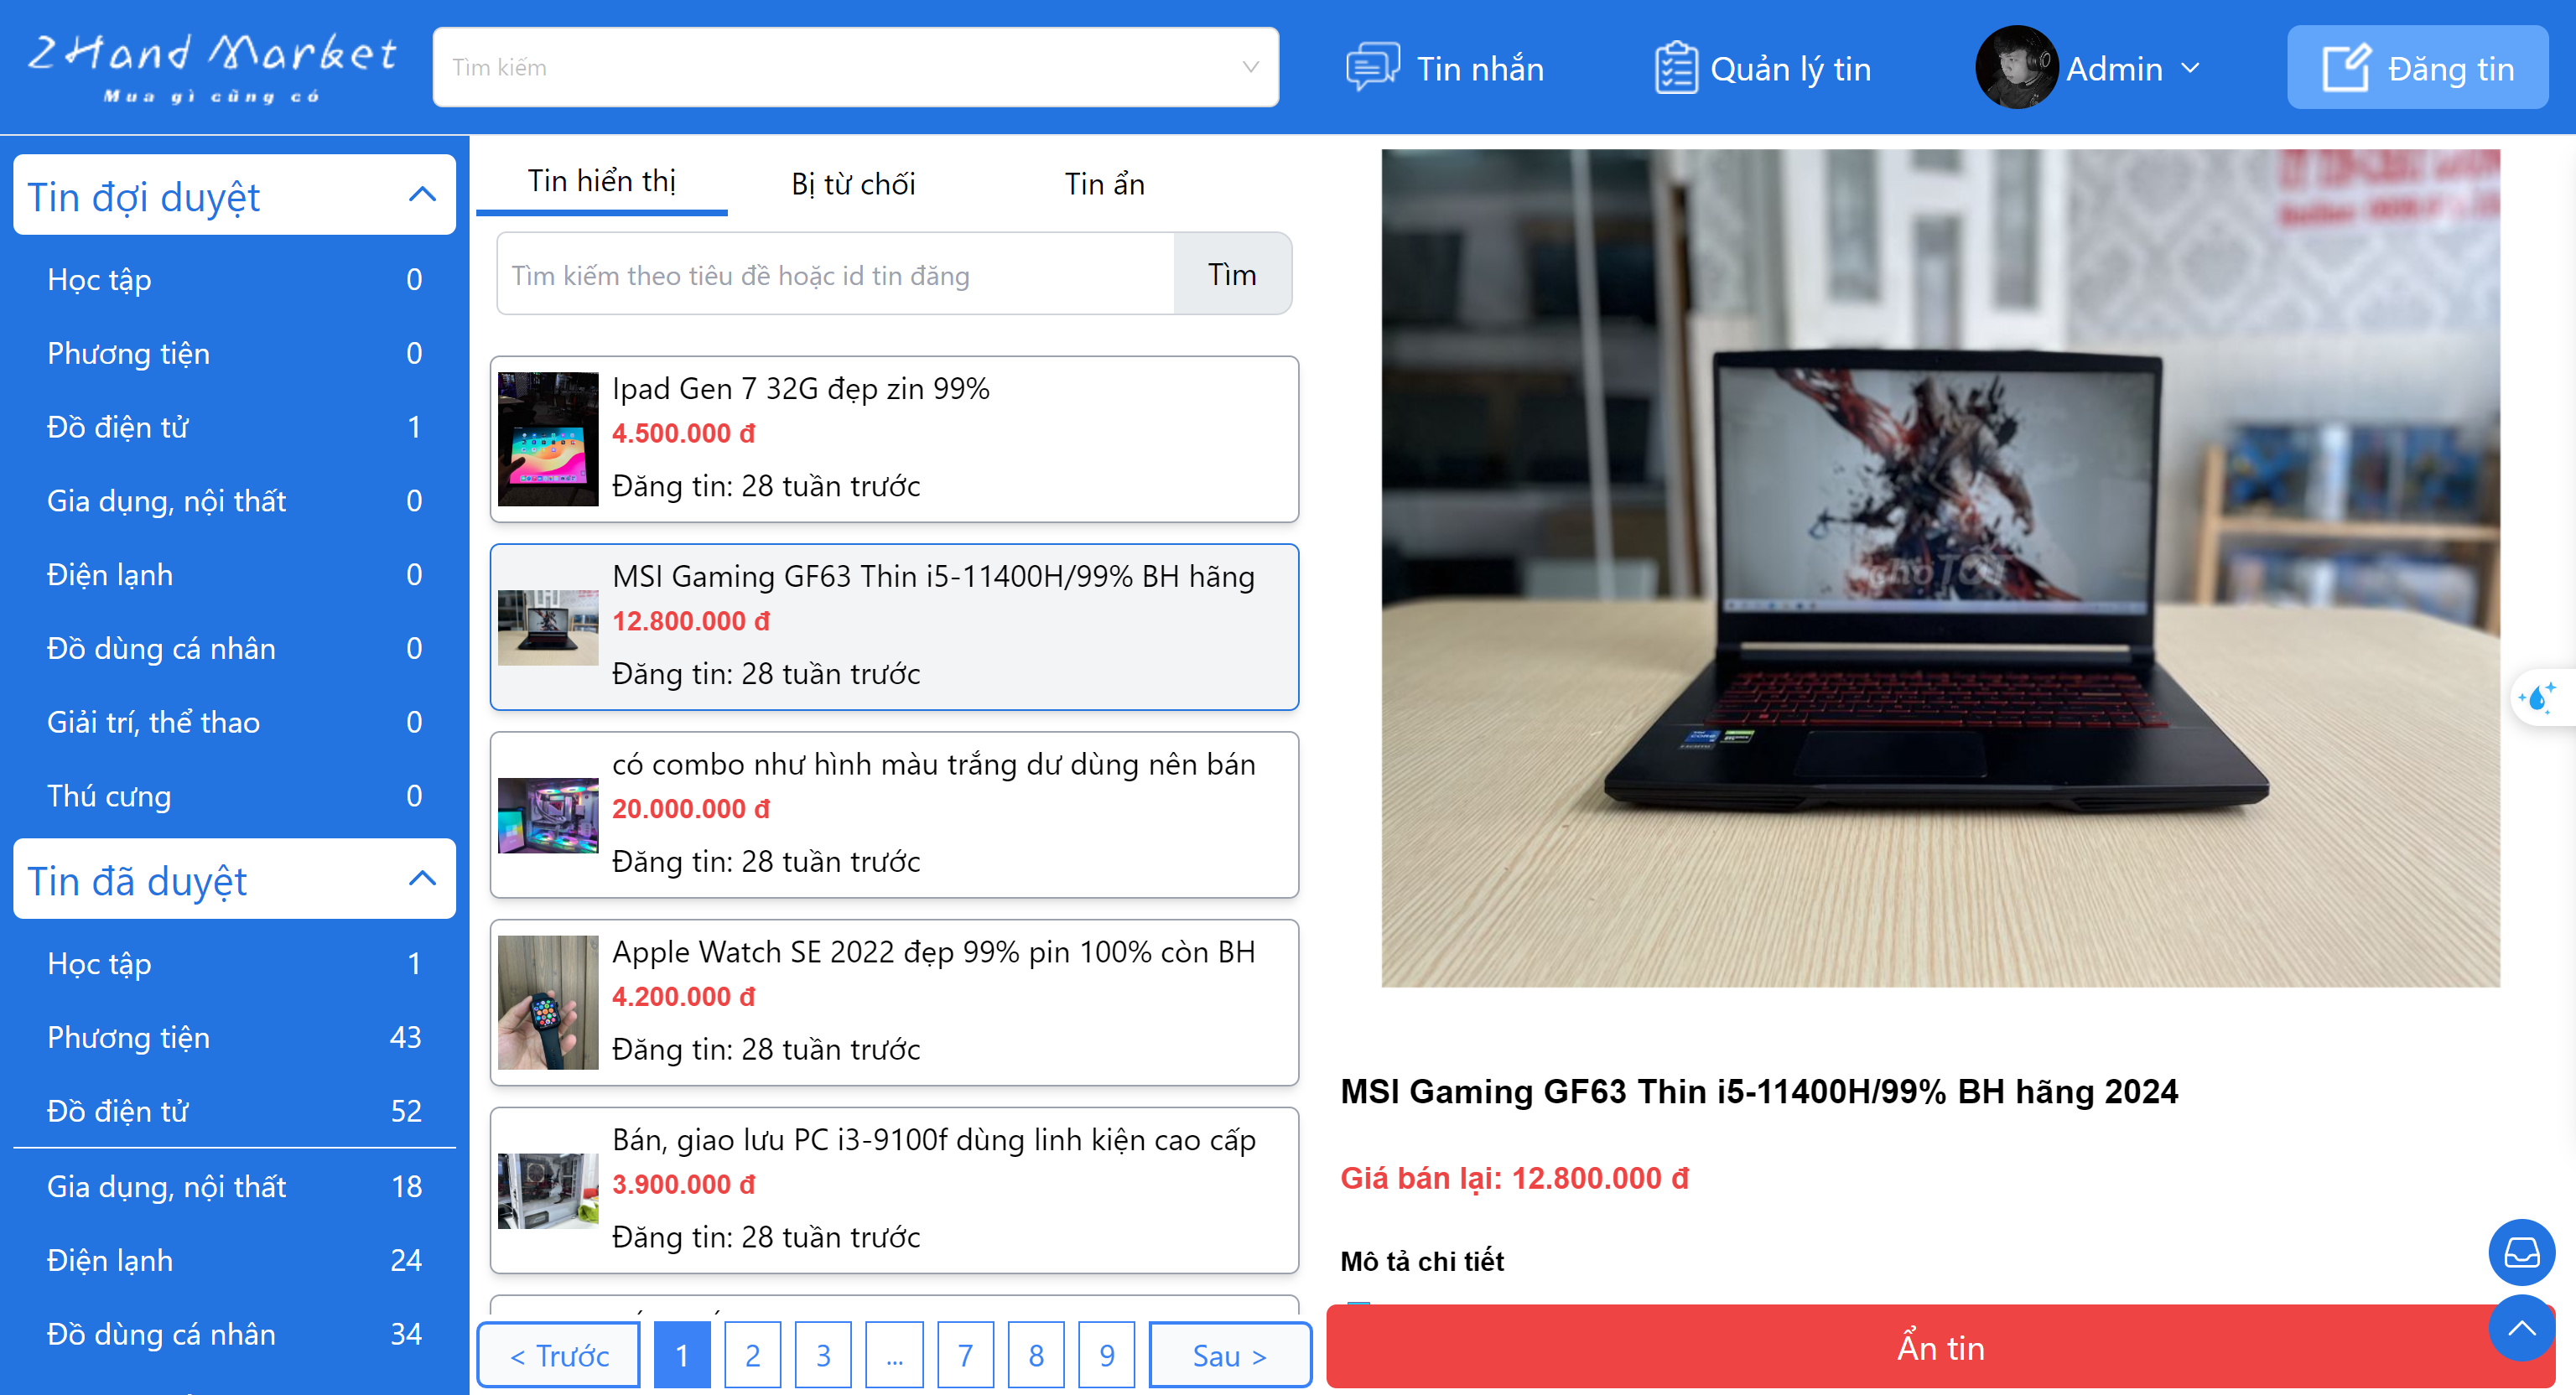 2Hand Market
Mua gì cũng có
Tìm kiếm
Tin nhắn
Quản lý tin
Admin
Đăng tin
Tin đợi duyệt
Học tập 0
Phương tiện 0
Đồ điện tử 1
Gia dụng, nội thất 0
Điện lạnh 0
Đồ dùng cá nhân 0
Giải trí, thể thao 0
Thú cưng 0
Tin đã duyệt
Học tập 1
Phương tiện 43
Đồ điện tử 52
Gia dụng, nội thất 18
Điện lạnh 24
Đồ dùng cá nhân 34
Tin hiển thị
Bị từ chối
Tin ẩn
Tìm kiếm theo tiêu đề hoặc id tin đăng
Tìm
Ipad Gen 7 32G đẹp zin 99%
4.500.000 đ
Đăng tin: 28 tuần trước
MSI Gaming GF63 Thin i5-11400H/99% BH hãng
12.800.000 đ
Đăng tin: 28 tuần trước
có combo như hình màu trắng dư dùng nên bán
20.000.000 đ
Đăng tin: 28 tuần trước
Apple Watch SE 2022 đẹp 99% pin 100% còn BH
4.200.000 đ
Đăng tin: 28 tuần trước
Bán, giao lưu PC i3-9100f dùng linh kiện cao cấp
3.900.000 đ
Đăng tin: 28 tuần trước
< Trước 1 2 3 ... 7 8 9 Sau >
choTOT
MSI Gaming GF63 Thin i5-11400H/99% BH hãng 2024
Giá bán lại: 12.800.000 đ
Mô tả chi tiết
Ẩn tin